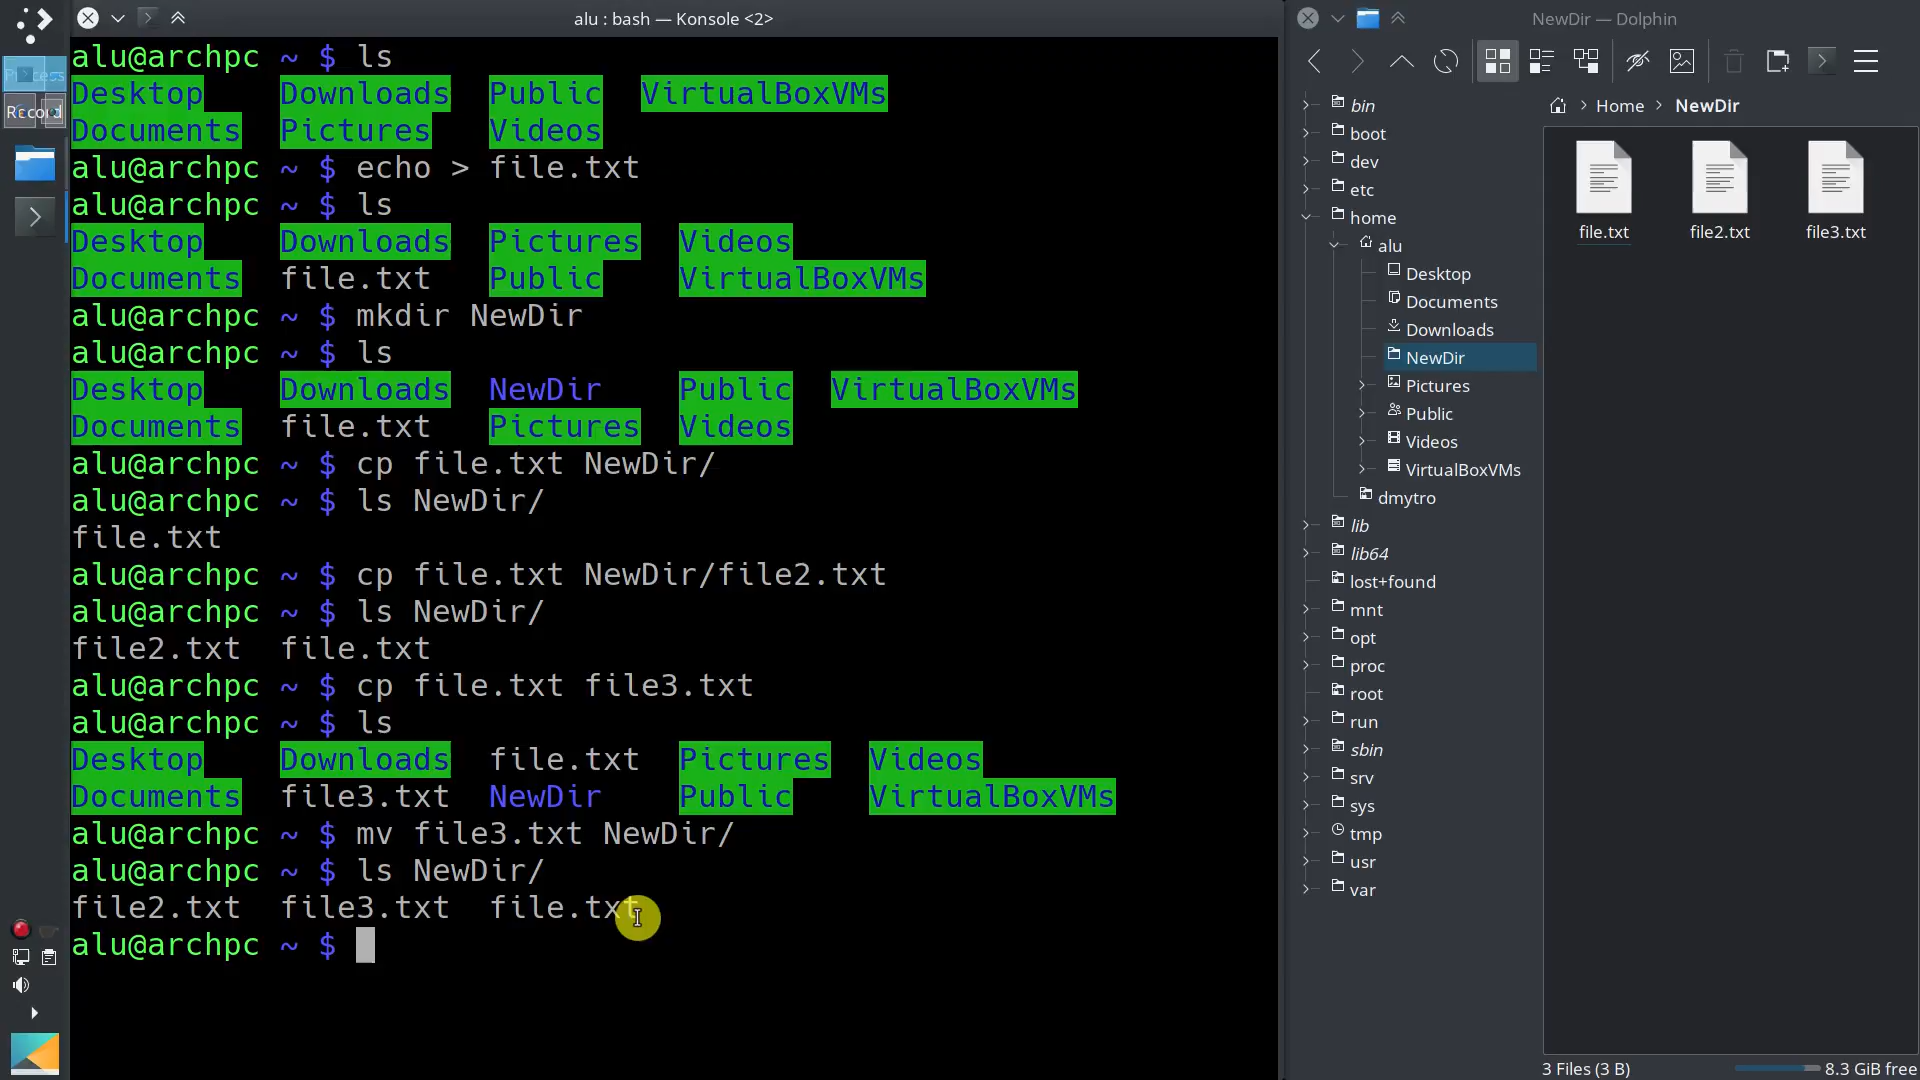 alu : bash — Konsole <2>
alu@archpc ~ $ ls
Desktop Downloads Public VirtualBoxVMs
Documents Pictures Videos
alu@archpc ~ $ echo > file.txt
alu@archpc ~ $ ls
Desktop Downloads Pictures Videos
Documents file.txt Public VirtualBoxVMs
alu@archpc ~ $ mkdir NewDir
alu@archpc ~ $ ls
Desktop Downloads NewDir Public VirtualBoxVMs
Documents file.txt Pictures Videos
alu@archpc ~ $ cp file.txt NewDir/
alu@archpc ~ $ ls NewDir/
file.txt
alu@archpc ~ $ cp file.txt NewDir/file2.txt
alu@archpc ~ $ ls NewDir/
file2.txt file.txt
alu@archpc ~ $ cp file.txt file3.txt
alu@archpc ~ $ ls
Desktop Downloads file.txt Pictures Videos
Documents file3.txt NewDir Public VirtualBoxVMs
alu@archpc ~ $ mv file3.txt NewDir/
alu@archpc ~ $ ls NewDir/
file2.txt file3.txt file.txt
alu@archpc ~ $
Process
Record
NewDir — Dolphin
Home > NewDir
bin
boot
dev
etc
home
alu
Desktop
Documents
Downloads
NewDir
Pictures
Public
Videos
VirtualBoxVMs
dmytro
lib
lib64
lost+found
mnt
opt
proc
root
run
sbin
srv
sys
tmp
usr
var
file.txt file2.txt file3.txt
3 Files (3 B) 8.3 GiB free